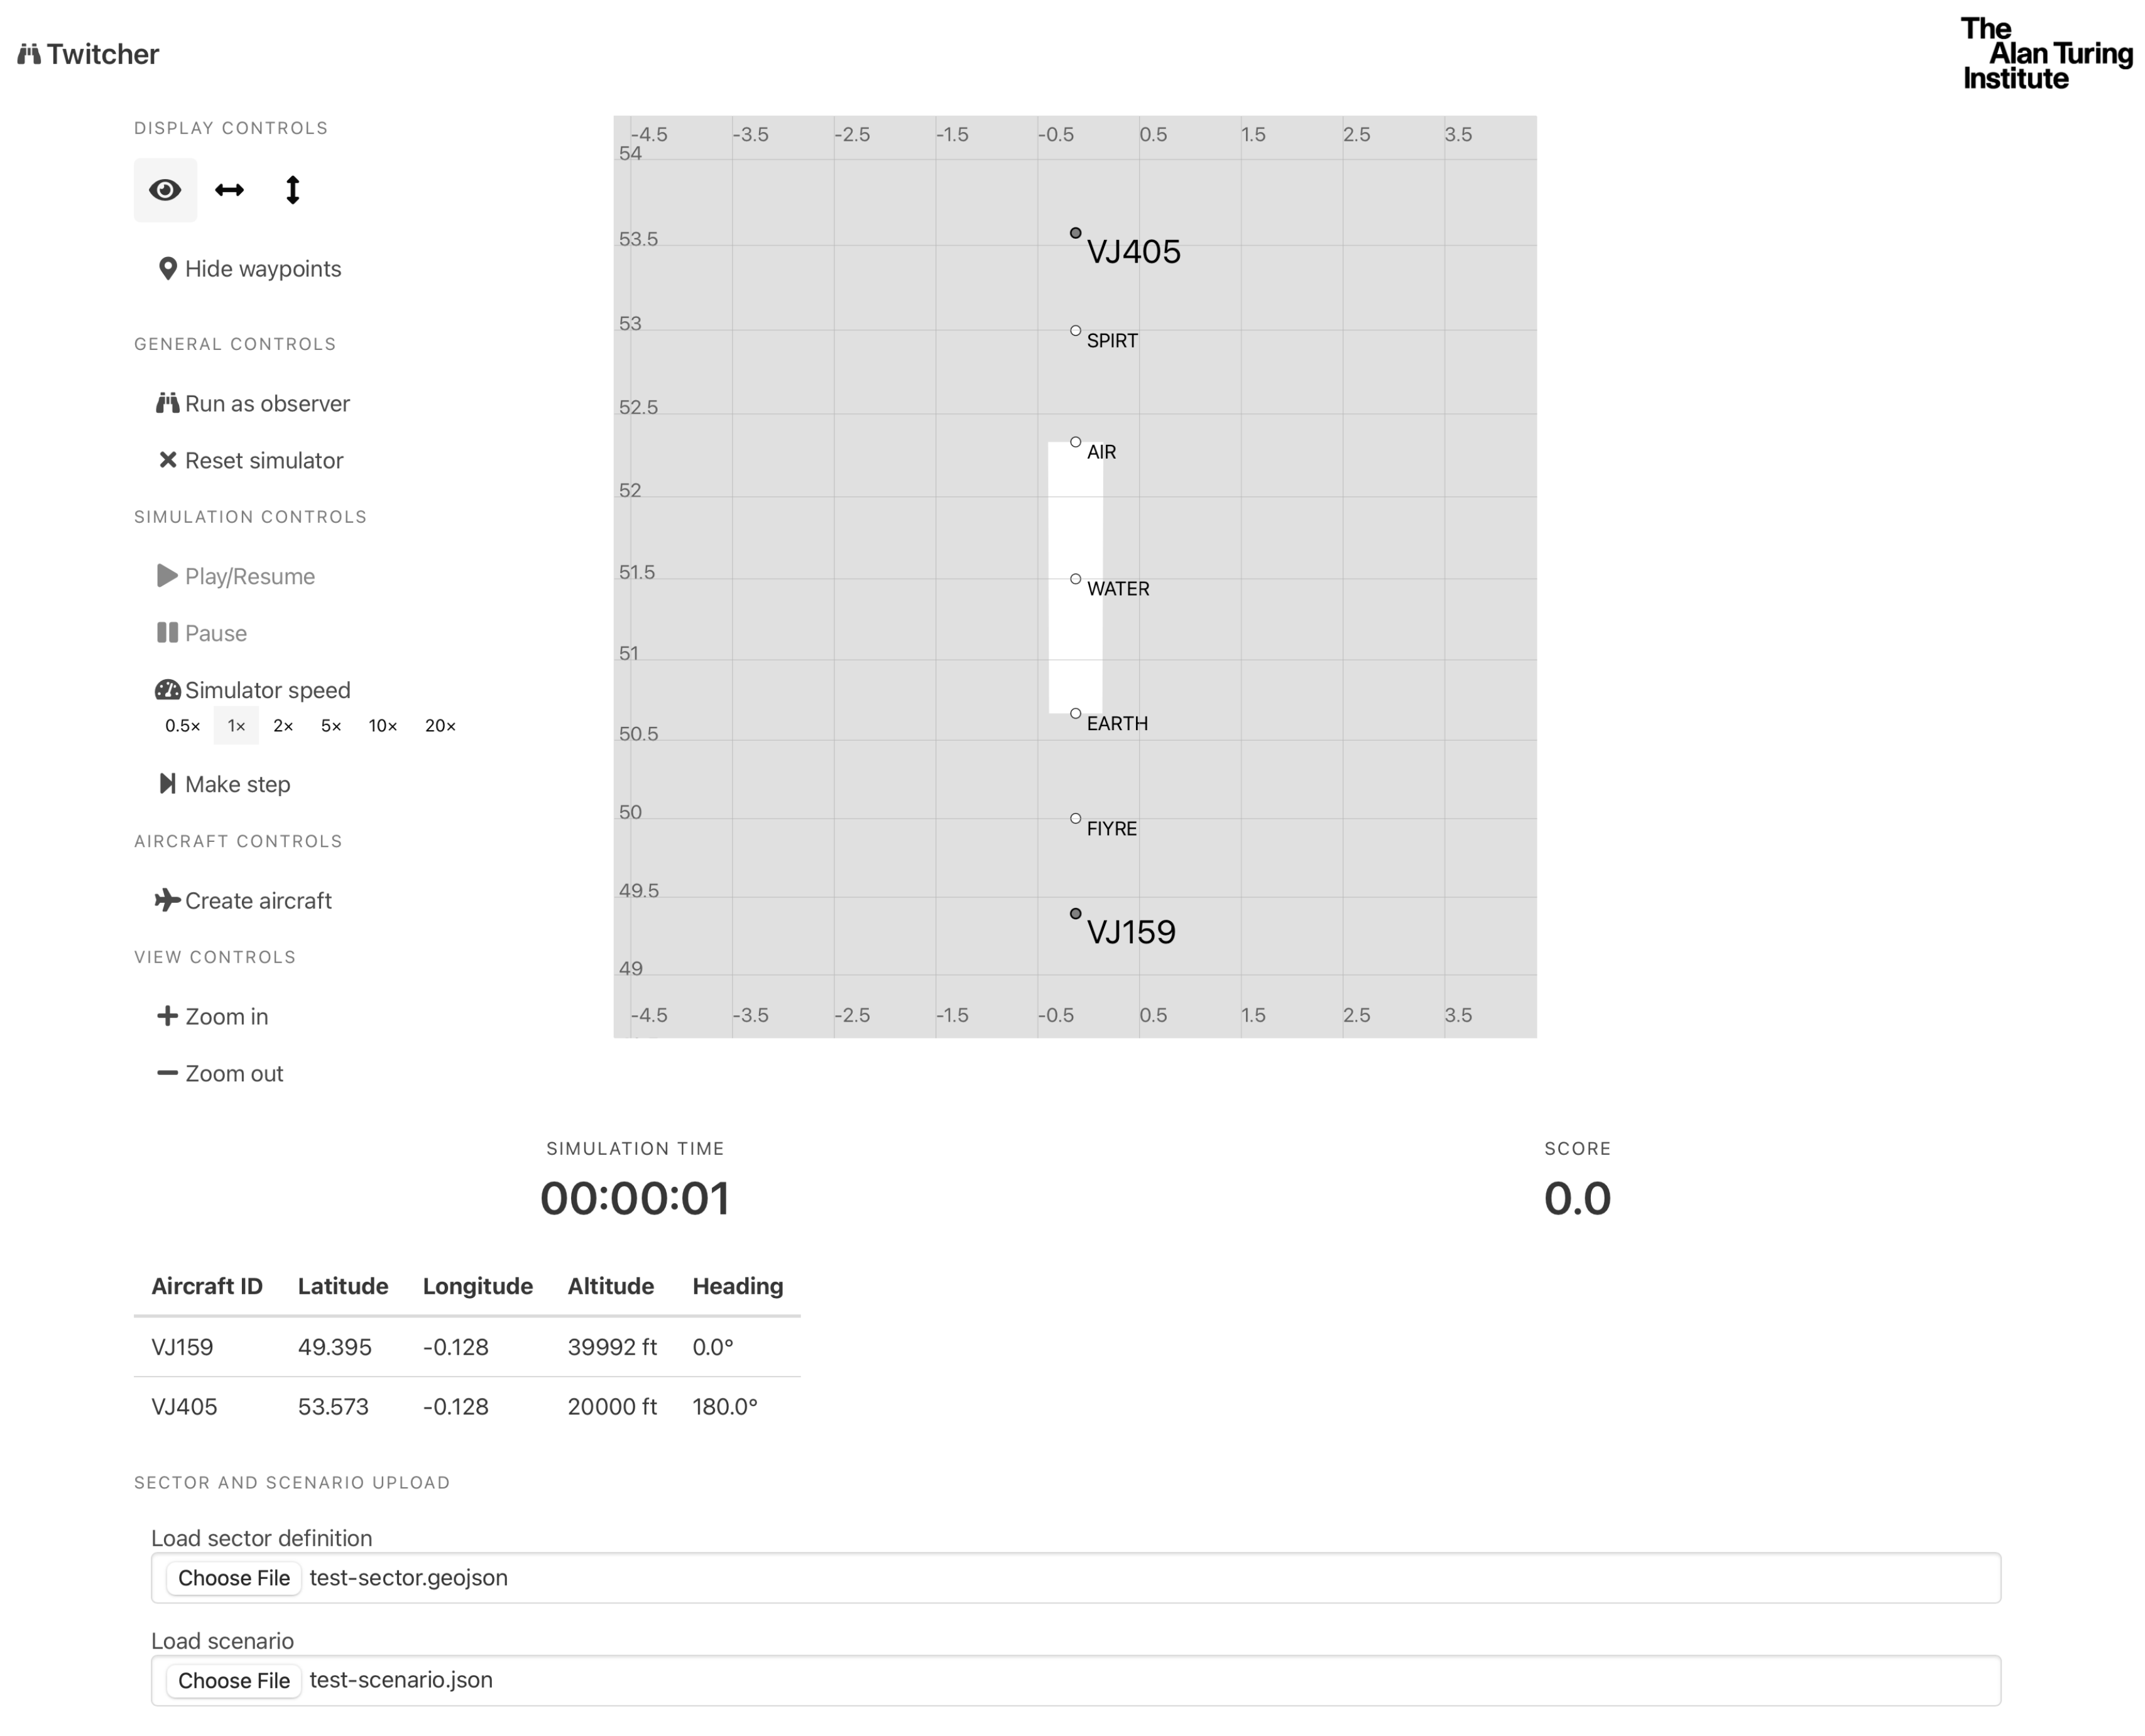 Twitcher
The
Alan Turing
Institute
DISPLAY CONTROLS
Hide waypoints
GENERAL CONTROLS
Run as observer
Reset simulator
SIMULATION CONTROLS
Play/Resume
Pause
Simulator speed
0.5× 1× 2× 5× 10× 20×
Make step
AIRCRAFT CONTROLS
Create aircraft
VIEW CONTROLS
Zoom in
Zoom out
-4.5 -3.5 -2.5 -1.5 -0.5 0.5 1.5 2.5 3.5
54
53.5
VJ405
53
SPIRT
52.5
AIR
52
51.5
WATER
51
EARTH
50.5
50
FIYRE
49.5
VJ159
49
-4.5 -3.5 -2.5 -1.5 -0.5 0.5 1.5 2.5 3.5
SIMULATION TIME
00:00:01
SCORE
0.0
Aircraft ID Latitude Longitude Altitude Heading
VJ159 49.395 -0.128 39992 ft 0.0°
VJ405 53.573 -0.128 20000 ft 180.0°
SECTOR AND SCENARIO UPLOAD
Load sector definition
Choose File test-sector.geojson
Load scenario
Choose File test-scenario.json